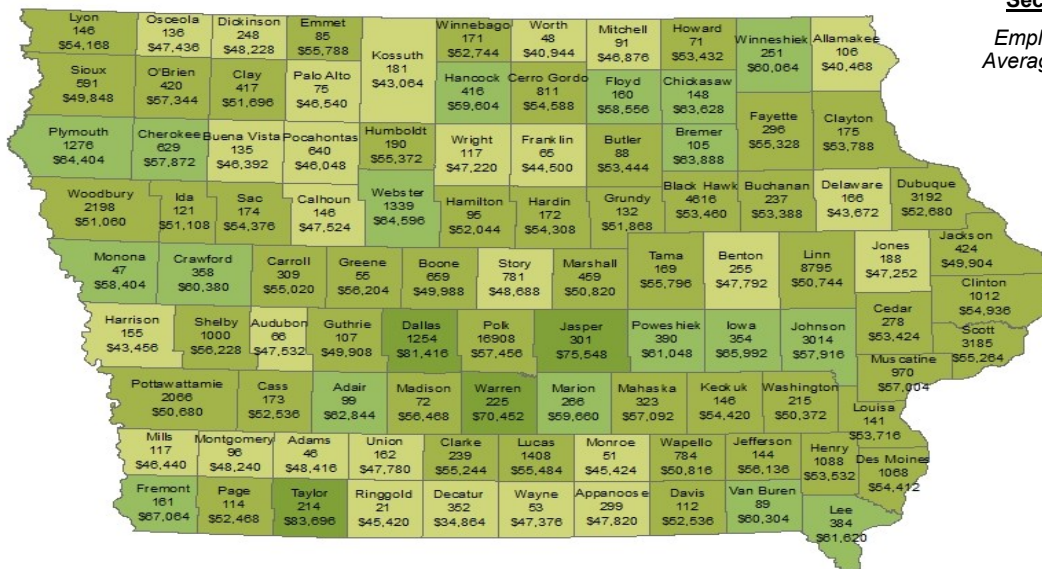 Sec
Empl
Averag
Lyon
146
$54,168
Osceola
136
$47,436
Dickinson
248
$48,228
Emmet
85
$55,788
Kossuth
181
$43,064
Winnebago
171
$52,744
Worth
48
$40,944
Mitchell
91
$46,876
Howard
71
$53,432
Winneshiek
251
$60,064
Allamakee
106
$40,468
Sioux
591
$49,848
O'Brien
420
$57,344
Clay
417
$51,696
Palo Alto
75
$46,540
Hancock
416
$59,604
Cerro Gordo
811
$54,588
Floyd
160
$58,556
Chickasaw
148
$63,628
Plymouth
1276
$64,404
Cherokee
629
$57,872
Buena Vista
135
$46,392
Pocahontas
640
$46,048
Humboldt
190
$55,372
Wright
117
$47,220
Franklin
65
$44,500
Butler
88
$53,444
Bremer
105
$63,888
Fayette
296
$55,328
Clayton
175
$53,788
Woodbury
2198
$51,060
Ida
121
$51,108
Sac
174
$54,376
Calhoun
146
$47,524
Webster
1339
$64,596
Hamilton
95
$52,044
Hardin
172
$54,308
Grundy
132
$51,868
Black Hawk
4616
$53,460
Buchanan
237
$53,388
Delaware
166
$43,672
Dubuque
3192
$52,680
Monona
47
$58,404
Crawford
358
$60,380
Carroll
309
$55,020
Greene
55
$56,204
Boone
659
$49,988
Story
781
$48,688
Marshall
459
$50,820
Tama
169
$55,796
Benton
255
$47,792
Linn
8795
$50,744
Jones
188
$47,252
Jackson
424
$49,904
Clinton
1012
$54,936
Harrison
155
$43,456
Shelby
1000
$56,228
Audubon
66
$47,532
Guthrie
107
$49,908
Dallas
1254
$81,416
Polk
16908
$57,456
Jasper
301
$75,548
Poweshiek
390
$61,048
Iowa
354
$65,992
Johnson
3014
$57,916
Cedar
278
$53,424
Scott
3185
$55,264
Muscatine
970
$57,004
Pottawattamie
2066
$50,680
Cass
173
$52,536
Adair
99
$62,844
Madison
72
$56,468
Warren
225
$70,452
Marion
266
$59,660
Mahaska
323
$57,092
Keokuk
146
$54,420
Washington
215
$50,372
Louisa
141
$53,716
Mills
117
$46,440
Montgomery
96
$48,240
Adams
46
$48,416
Union
162
$47,780
Clarke
239
$55,244
Lucas
1408
$55,484
Monroe
51
$45,424
Wapello
784
$50,816
Jefferson
144
$56,136
Henry
1088
$53,532
Des Moines
1068
$54,412
Fremont
161
$67,064
Page
114
$52,468
Taylor
214
$83,696
Ringgold
21
$45,420
Decatur
352
$34,864
Wayne
53
$47,376
Appanoose
299
$47,820
Davis
112
$52,536
Van Buren
89
$60,304
Lee
384
$61,620